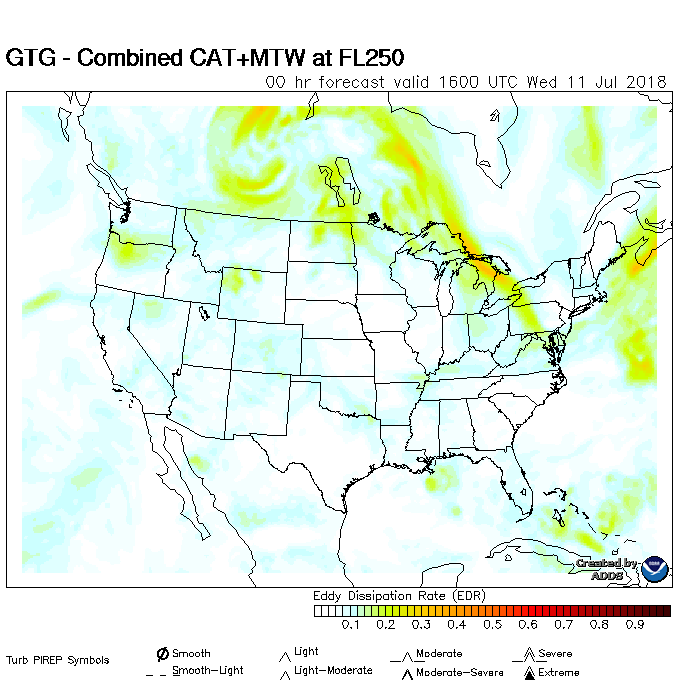 GTG - Combined CAT+MTW at FL250
00 hr forecast valid 1600 UTC Wed 11 Jul 2018
Created by
ADDS
Eddy Dissipation Rate (EDR)
0.1 0.2 0.3 0.4 0.5 0.6 0.7 0.8 0.9
Turb PIREP Symbols
Smooth Light Moderate Severe
Smooth-Light Light-Moderate Moderate-Severe Extreme